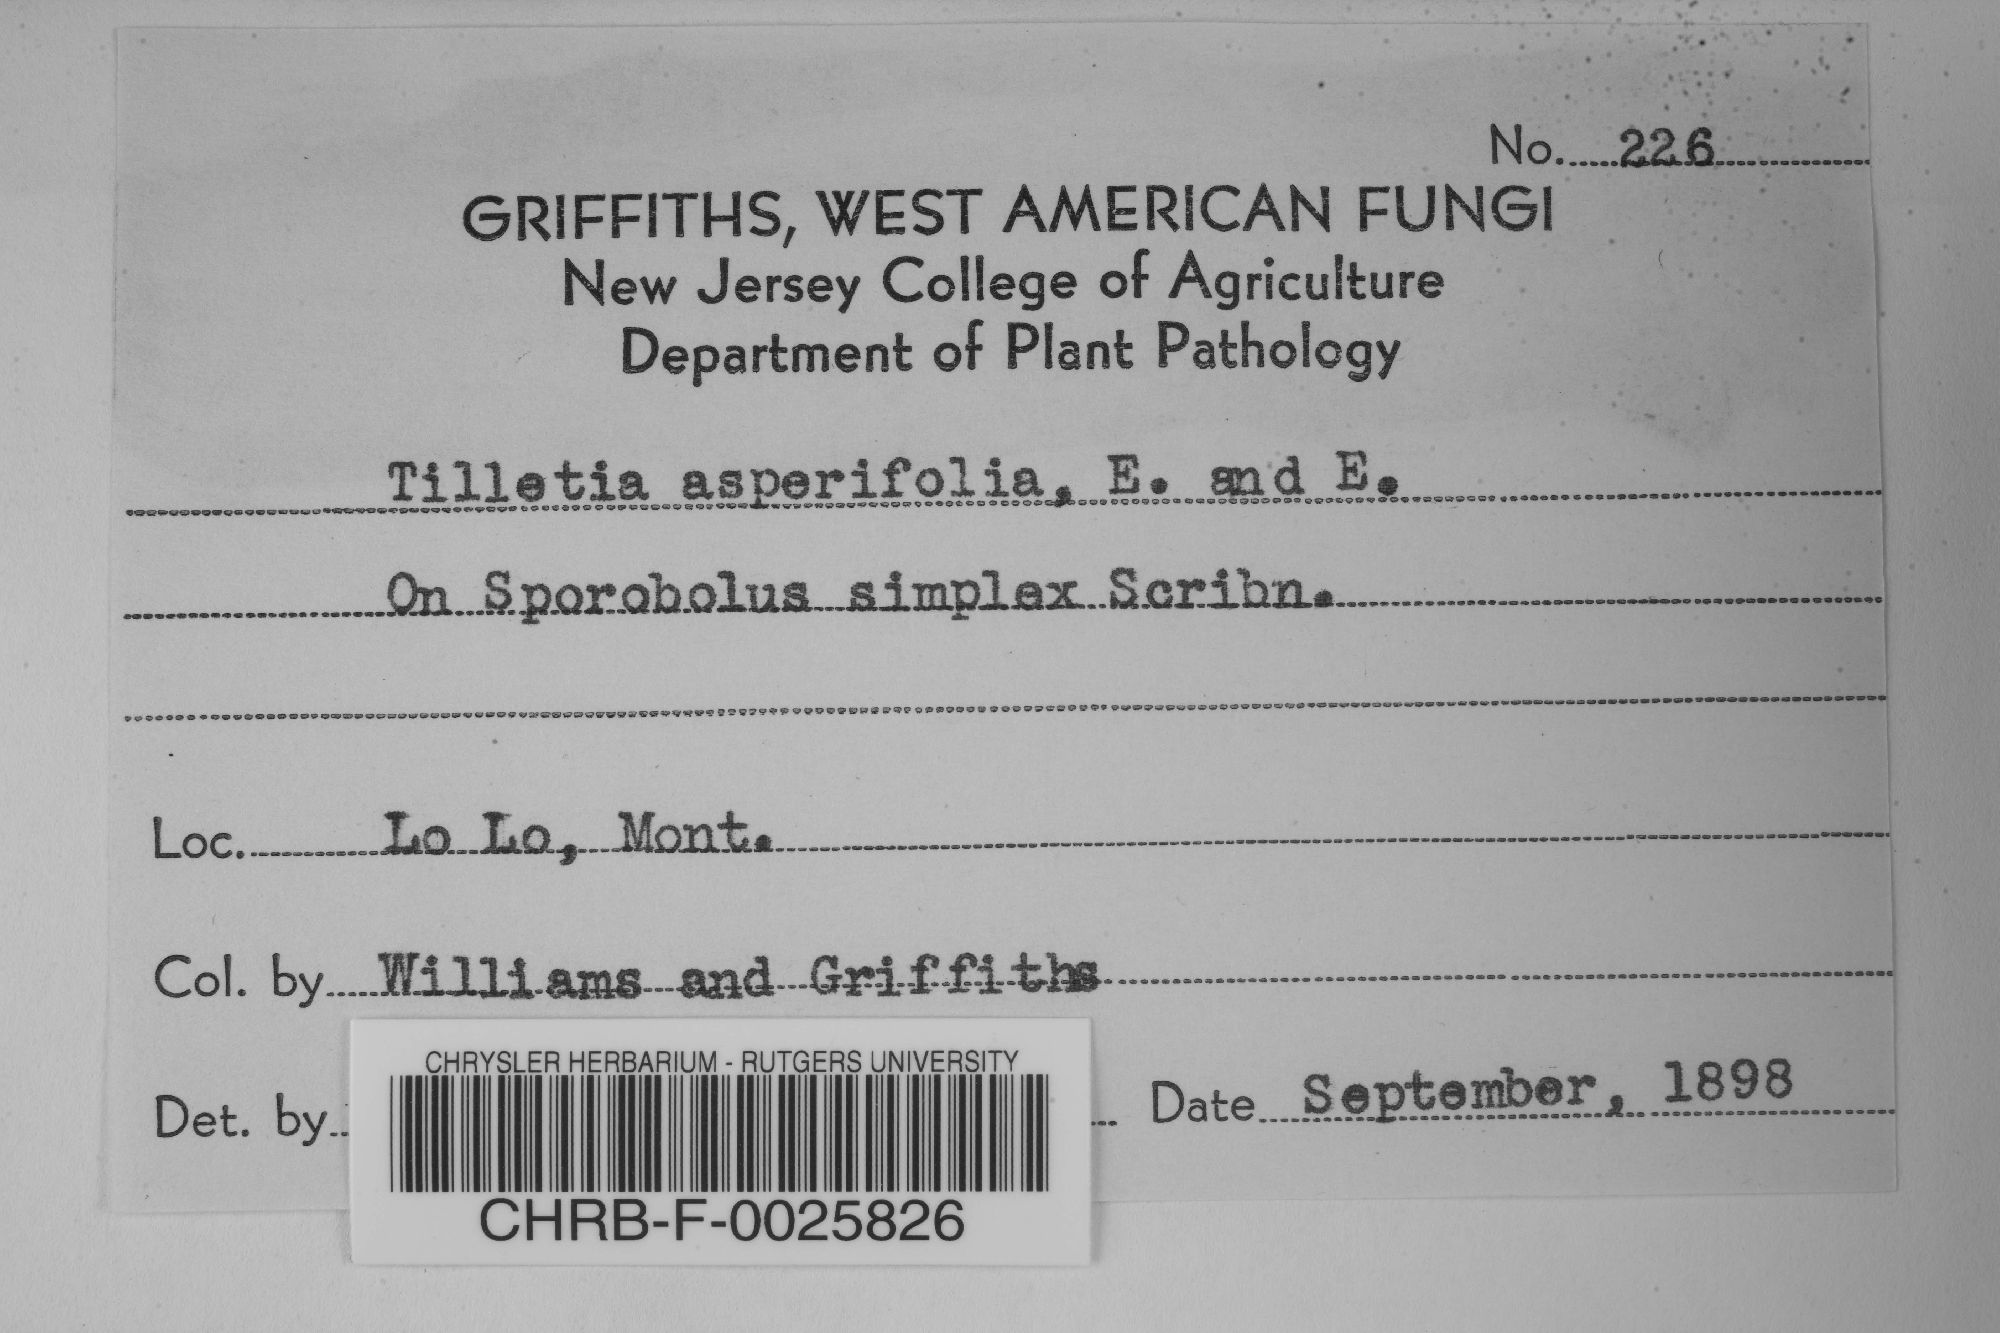 No. 226
GRIFFITHS, WEST AMERICAN FUNGI
New Jersey College of Agriculture
Department of Plant Pathology
Tilletia asperifolia, E. and E.
On Sporobolus simplex Scribn.
Loc. Lo Lo, Mont.
Col. by Williams and Griffiths
Det. by
Date September, 1898
CHRYSLER HERBARIUM - RUTGERS UNIVERSITY
CHRB-F-0025826